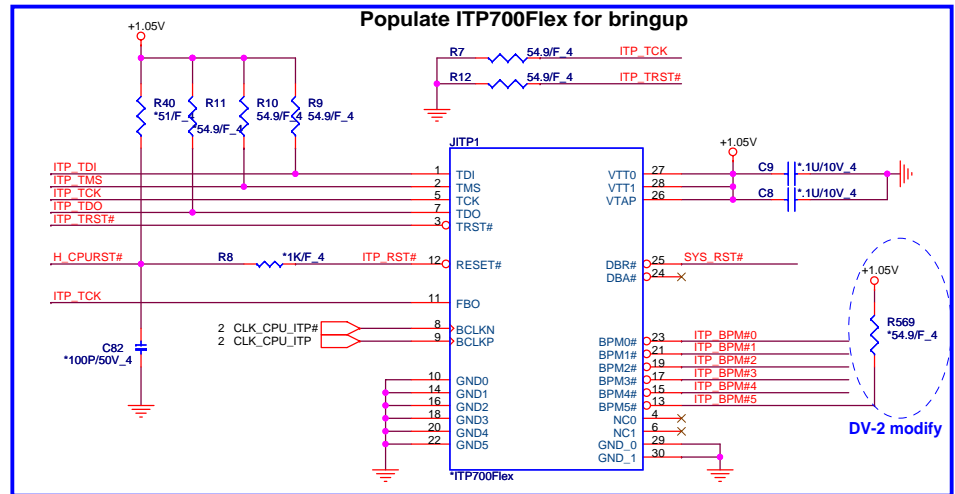 Populate ITP700Flex for bringup
+1.05V
R7
54.9/F_4
ITP_TCK
R12
54.9/F_4
ITP_TRST#
R40
*51/F_4
R11
*54.9/F_4
R10
54.9/F_4
R9
54.9/F_4
JITP1
+1.05V
ITP_TDI
1
TDI
ITP_TMS
2
TMS
ITP_TCK
5
TCK
ITP_TDO
7
TDO
ITP_TRST#
3
TRST#
H_CPURST#
R8
*1K/F_4
ITP_RST#
12
RESET#
ITP_TCK
11
FBO
2 CLK_CPU_ITP#
8
BCLKN
2 CLK_CPU_ITP
9
BCLKP
C82
*100P/50V_4
10
GND0
14
GND1
16
GND2
18
GND3
20
GND4
22
GND5
*ITP700Flex
VTT0
27
VTT1
28
VTAP
26
C9
*.1U/10V_4
C8
*.1U/10V_4
DBR#
25
SYS_RST#
DBA#
24
BPM0#
23
ITP_BPM#0
BPM1#
21
ITP_BPM#1
BPM2#
19
ITP_BPM#2
BPM3#
17
ITP_BPM#3
BPM4#
15
ITP_BPM#4
BPM5#
13
ITP_BPM#5
NC0
4
NC1
6
GND_0
29
GND_1
30
+1.05V
R569
*54.9/F_4
DV-2 modify